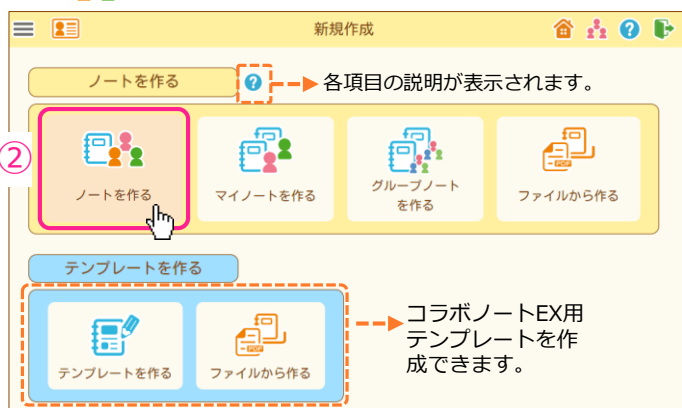 新規作成
?
ノートを作る
?
各項目の説明が表示されます。
②
ノートを作る
マイノートを作る
グループノート
を作る
PDF
ファイルから作る
テンプレートを作る
テンプレートを作る
PDF
ファイルから作る
コラボノートEX用
テンプレートを作
成できます。